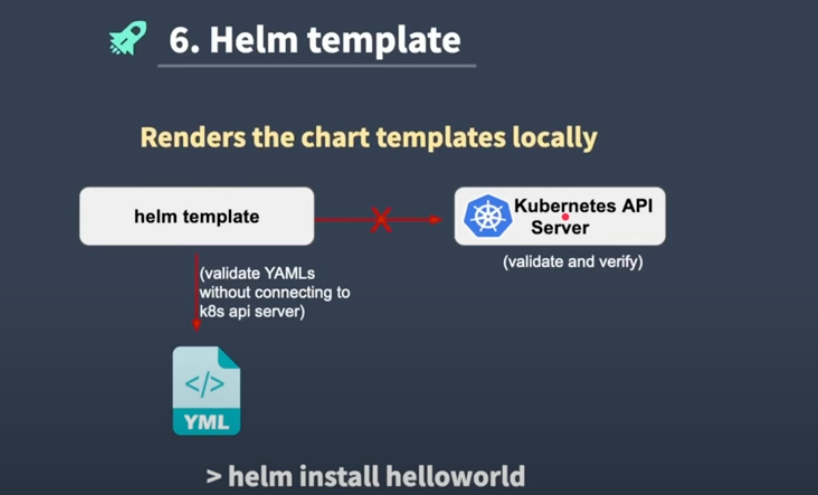 6. Helm template
Renders the chart templates locally
helm template
Kubernetes API
Server
(validate and verify)
(validate YAMLs
without connecting to
k8s api server)
</>
YML
> helm install helloworld